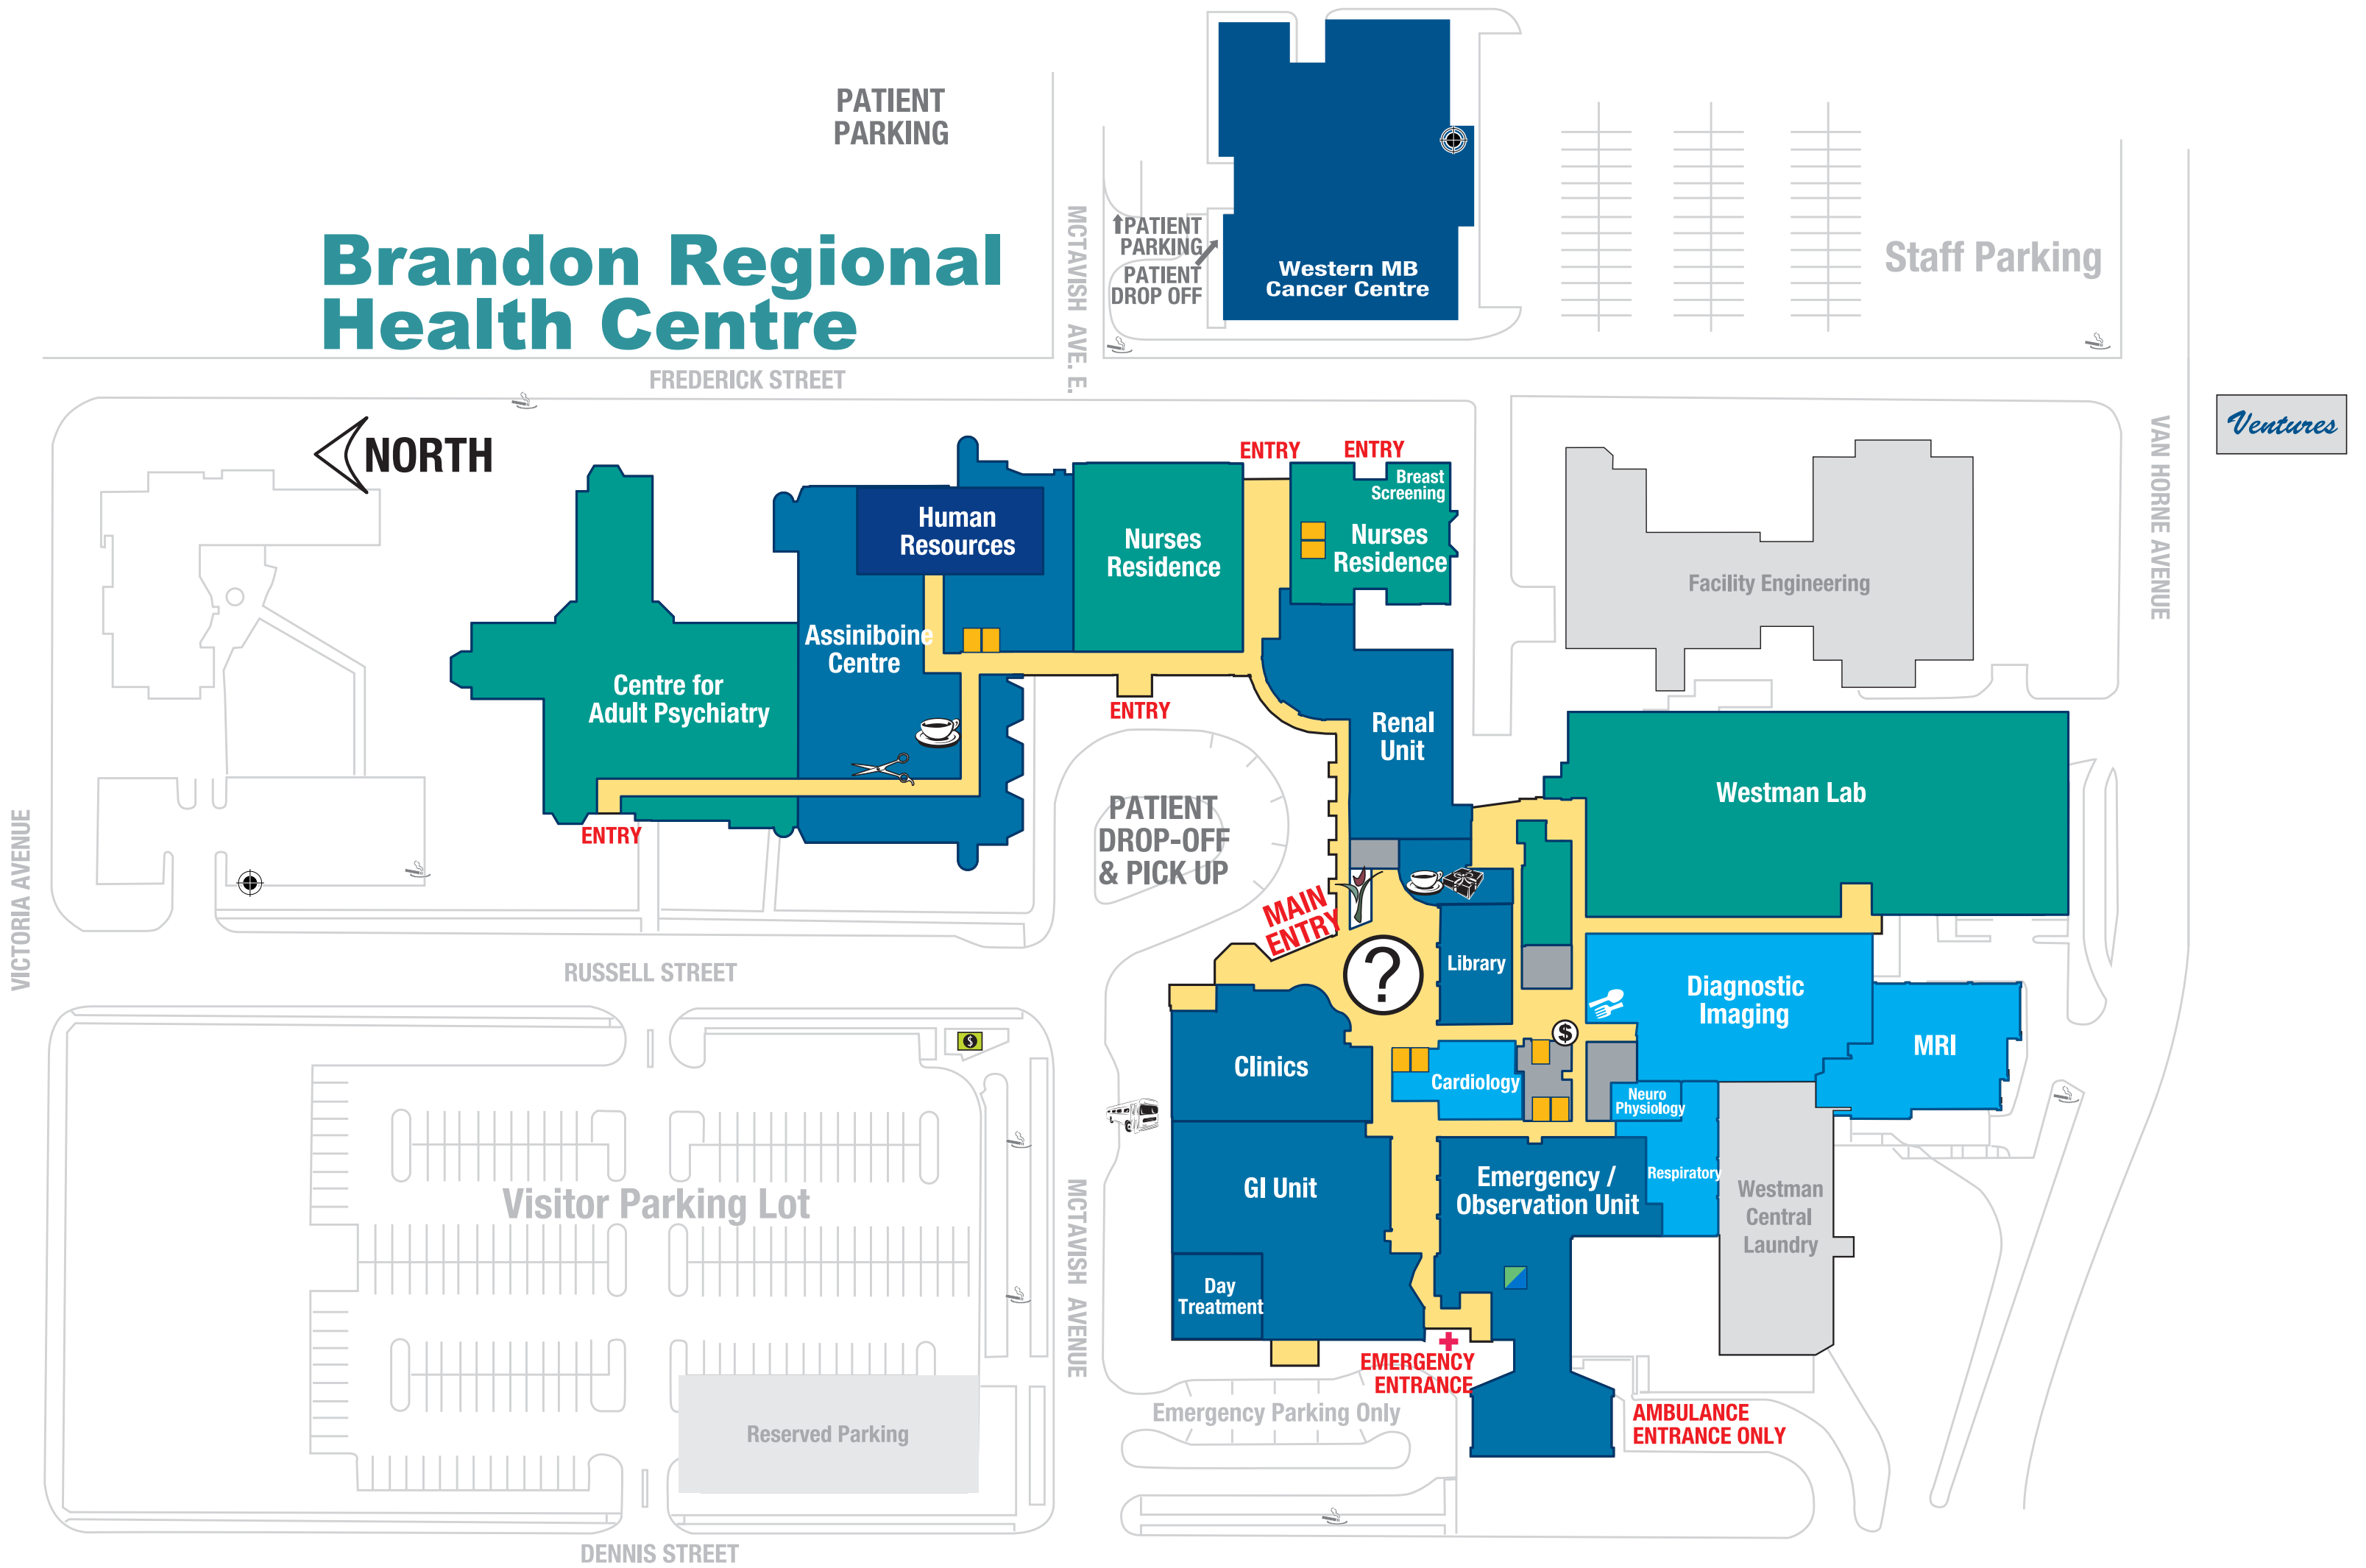 PATIENT
PARKING
Brandon Regional
Health Centre
MCTAVISH AVE. E.
PATIENT
PARKING
PATIENT
DROP OFF
Western MB
Cancer Centre
Staff Parking
FREDERICK STREET
NORTH
ENTRY
ENTRY
Ventures
VAN HORNE AVENUE
Breast
Screening
Human
Resources
Nurses
Residence
Nurses
Residence
Facility Engineering
Assiniboine
Centre
Centre for
Adult Psychiatry
ENTRY
Renal
Unit
Westman Lab
PATIENT
DROP-OFF
& PICK UP
ENTRY
VICTORIA AVENUE
MAIN
ENTRY
RUSSELL STREET
?
Library
Diagnostic
Imaging
$
$
MRI
Clinics
Cardiology
Neuro
Physiology
Visitor Parking Lot
MCTAVISH AVENUE
GI Unit
Emergency /
Observation Unit
Respiratory
Westman
Central
Laundry
Day
Treatment
EMERGENCY
ENTRANCE
Emergency Parking Only
AMBULANCE
ENTRANCE ONLY
Reserved Parking
DENNIS STREET